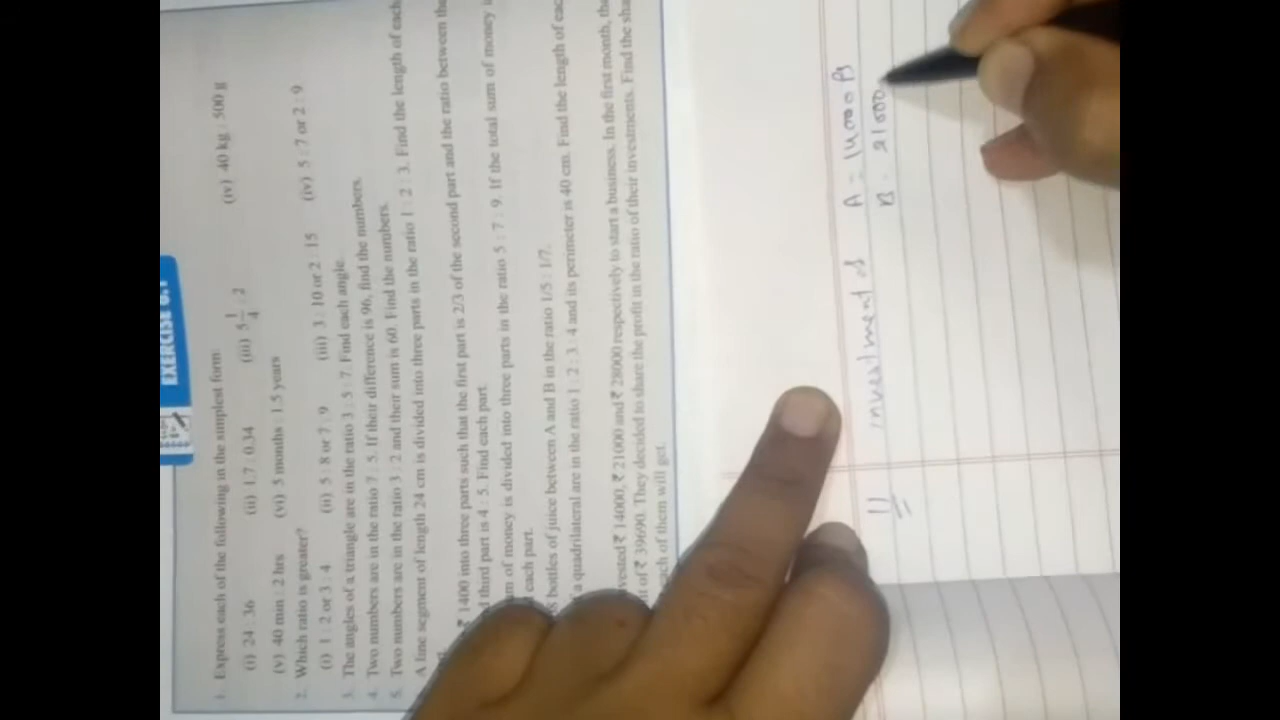 EXERCISE
1. Express each of the following in the simplest form
(i) 24 : 36 (ii) 1.7 : 0.34 (iii) 5 1/4 : 2 (iv) 40 kg : 500 g
(v) 40 min : 2 hrs (vi) 5 months : 1.5 years
2. Which ratio is greater?
(i) 1 : 2 or 3 : 4 (ii) 5 : 8 or 7 : 9 (iii) 3 : 10 or 2 : 15 (iv) 5 : 7 or 2 : 9
3. The angles of a triangle are in the ratio 3 : 5 : 7. Find each angle.
4. Two numbers are in the ratio 7 : 5. If their difference is 96, find the numbers.
5. Two numbers are in the ratio 3 : 2 and their sum is 60. Find the numbers.
A line segment of length 24 cm is divided into three parts in the ratio 1 : 2 : 3. Find the length of each
₹ 1400 into three parts such that the first part is 2/3 of the second part and the ratio between the
third part is 4 : 5. Find each part.
of money is divided into three parts in the ratio 5 : 7 : 9. If the total sum of money
each part.
bottles of juice between A and B in the ratio 1/5 : 1/7.
a quadrilateral are in the ratio 1 : 2 : 3 : 4 and its perimeter is 40 cm. Find the length of
₹ 14000, ₹ 21000 and ₹ 28000 respectively to start a business. In the first month,
of ₹ 39690. They decided to share the profit in the ratio of their investments. Find the
each of them will get.
11 investment of A = 14000 Rs
B = 21000